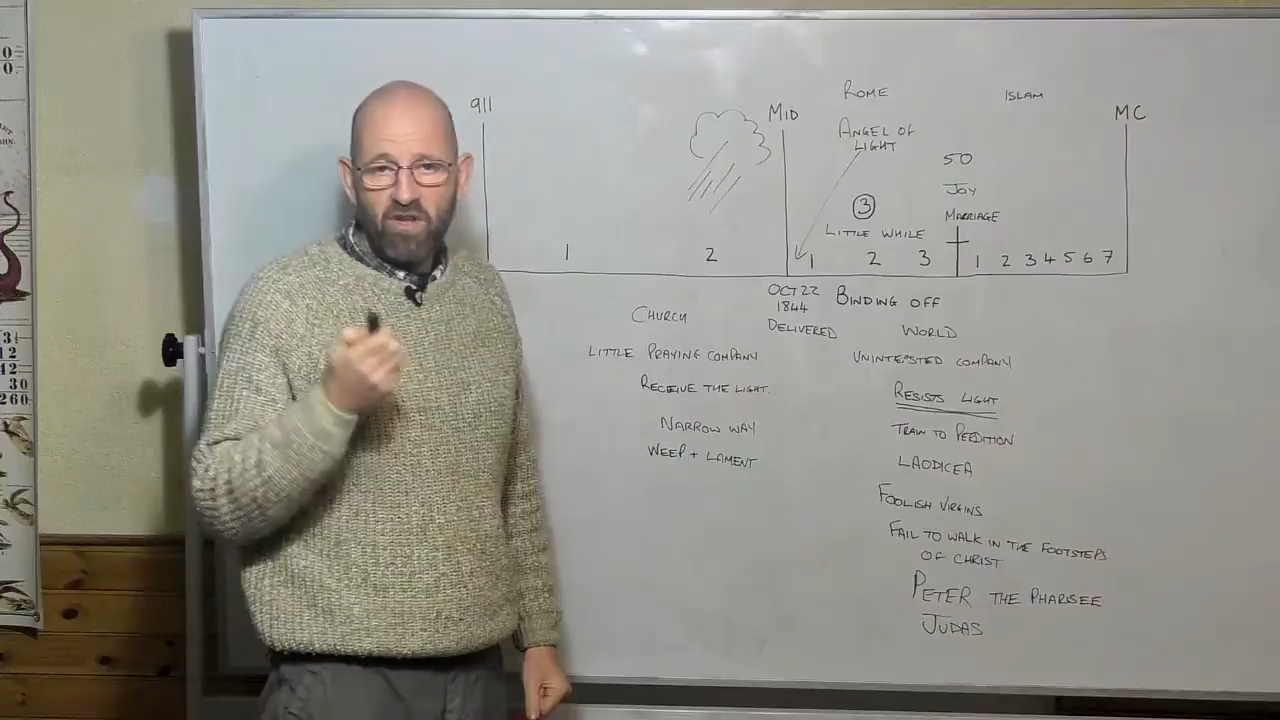 911
MID
ROME
ISLAM
MC
ANGEL OF
LIGHT
50
JOY
3
MARRIAGE
LITTLE WHILE
1
2
1
2
3
1 2 3 4 5 6 7
OCT 22
1844
DELIVERED
BINDING OFF
CHURCH
WORLD
LITTLE PRAYING COMPANY
UNINTERSTED COMPANY
RECEIVE THE LIGHT.
RESISTS LIGHT
NARROW WAY
TRAIN TO PERDITION
WEEP + LAMENT
LAODICEA
FOOLISH VIRGINS
FAIL TO WALK IN THE FOOTSTEPS
OF CHRIST
PETER THE PHARISEE
JUDAS
30
260